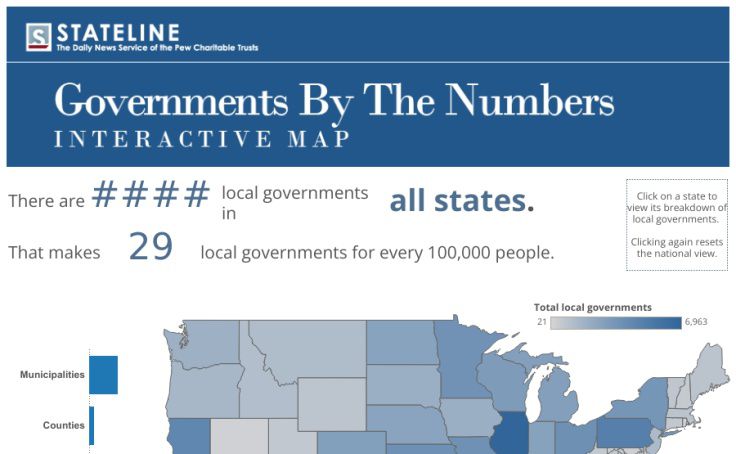 S STATELINE
The Daily News Service of the Pew Charitable Trusts
Governments By The Numbers
INTERACTIVE MAP
There are #### local governments in all states.
That makes 29 local governments for every 100,000 people.
Click on a state to
view its breakdown of
local governments.
Clicking again resets
the national view.
Total local governments
21 6,963
Municipalities
Counties